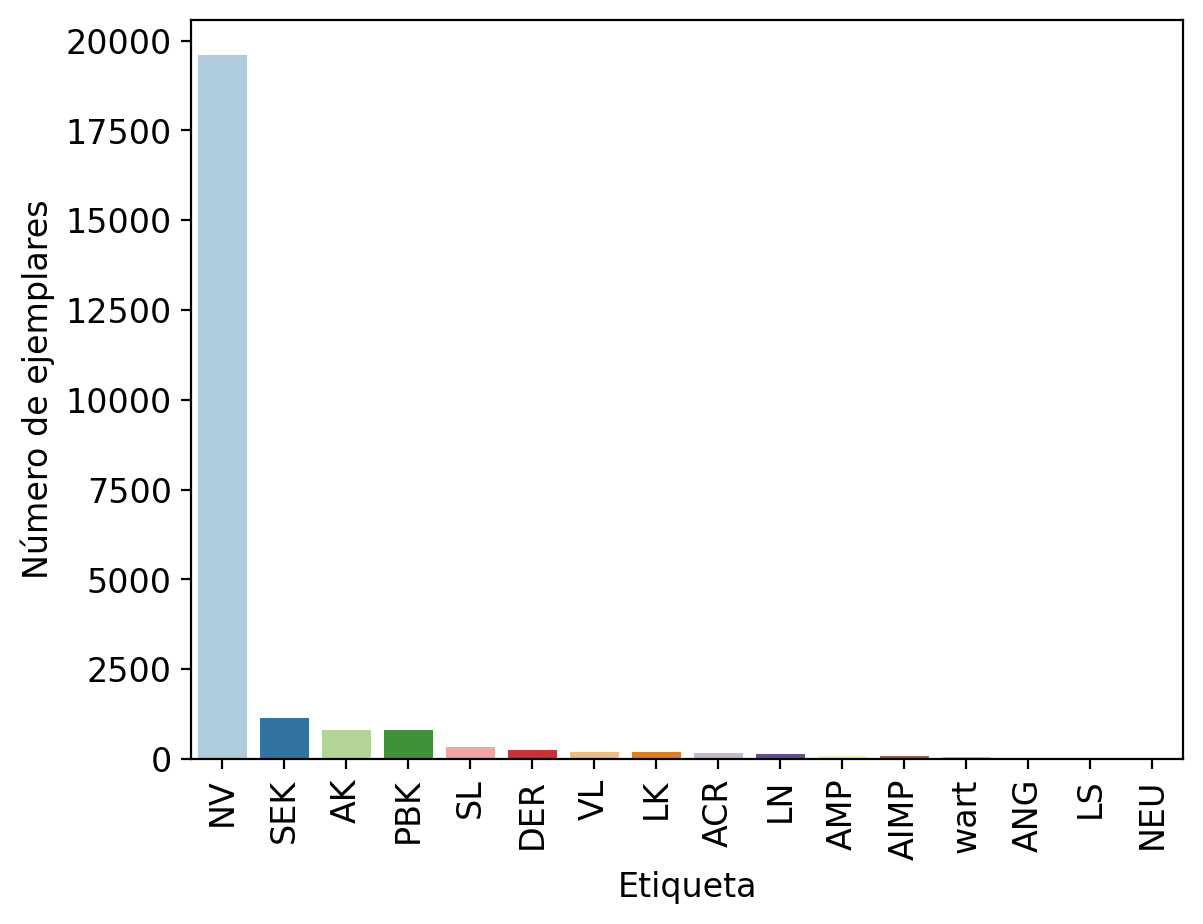 Número de ejemplares
20000
17500
15000
12500
10000
7500
5000
2500
0
NV
SEK
AK
PBK
SL
DER
VL
LK
ACR
LN
AMP
AIMP
wart
ANG
LS
NEU
Etiqueta